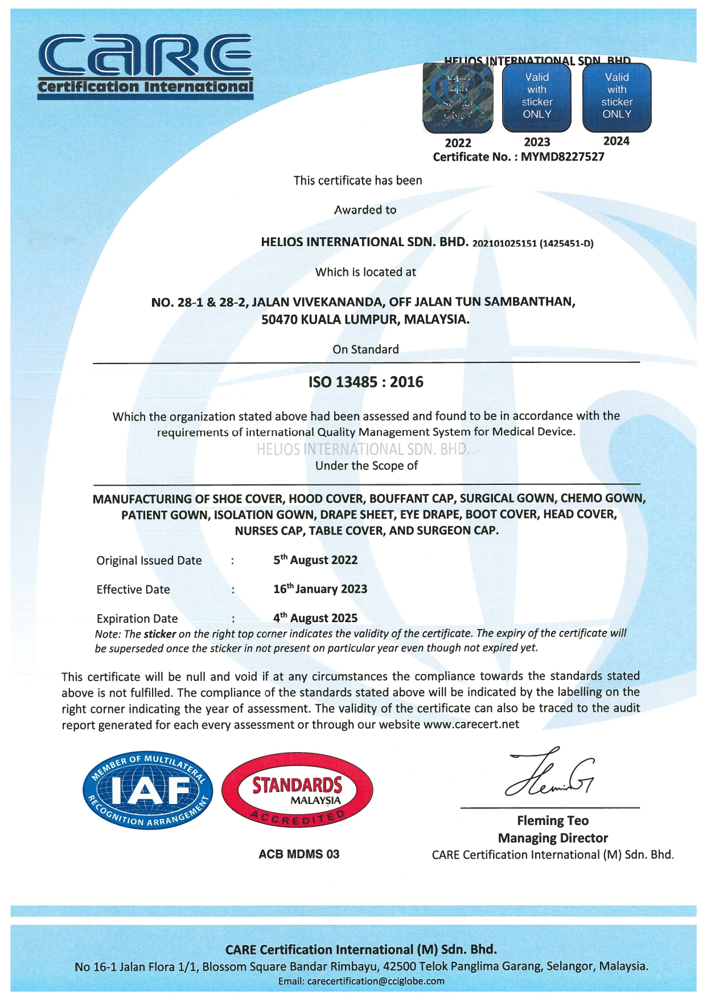 CARE
Certification International
HELIOS INTERNATIONAL SDN. BHD
Valid with sticker ONLY
Valid with sticker ONLY
Valid with sticker ONLY
2022 2023 2024
Certificate No. : MYMD8227527
This certificate has been
Awarded to
HELIOS INTERNATIONAL SDN. BHD. 202101025151 (1425451-D)
Which is located at
NO. 28-1 & 28-2, JALAN VIVEKANANDA, OFF JALAN TUN SAMBANTHAN,
50470 KUALA LUMPUR, MALAYSIA.
On Standard
ISO 13485 : 2016
Which the organization stated above had been assessed and found to be in accordance with the
requirements of international Quality Management System for Medical Device.
HELIOS INTERNATIONAL SDN. BHD.
Under the Scope of
MANUFACTURING OF SHOE COVER, HOOD COVER, BOUFFANT CAP, SURGICAL GOWN, CHEMO GOWN,
PATIENT GOWN, ISOLATION GOWN, DRAPE SHEET, EYE DRAPE, BOOT COVER, HEAD COVER,
NURSES CAP, TABLE COVER, AND SURGEON CAP.
Original Issued Date : 5th August 2022
Effective Date : 16th January 2023
Expiration Date : 4th August 2025
Note: The sticker on the right top corner indicates the validity of the certificate. The expiry of the certificate will
be superseded once the sticker in not present on particular year even though not expired yet.
This certificate will be null and void if at any circumstances the compliance towards the standards stated
above is not fulfilled. The compliance of the standards stated above will be indicated by the labelling on the
right corner indicating the year of assessment. The validity of the certificate can also be traced to the audit
report generated for each every assessment or through our website www.carecert.net
MEMBER OF MULTILATERAL
IAF
RECOGNITION ARRANGEMENT
STANDARDS
MALAYSIA
ACCREDITED
ACB MDMS 03
Fleming Teo
Managing Director
CARE Certification International (M) Sdn. Bhd.
CARE Certification International (M) Sdn. Bhd.
No 16-1 Jalan Flora 1/1, Blossom Square Bandar Rimbayu, 42500 Telok Panglima Garang, Selangor, Malaysia.
Email: carecertification@cciglobe.com